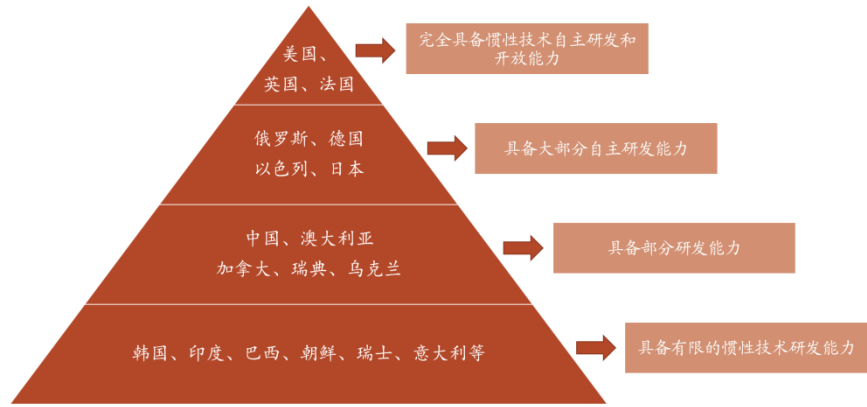 美国、
英国、法国
完全具备惯性技术自主研发和
开放能力
俄罗斯、德国
以色列、日本
具备大部分自主研发能力
中国、澳大利亚
加拿大、瑞典、乌克兰
具备部分研发能力
韩国、印度、巴西、朝鲜、瑞士、意大利等
具备有限的惯性技术研发能力